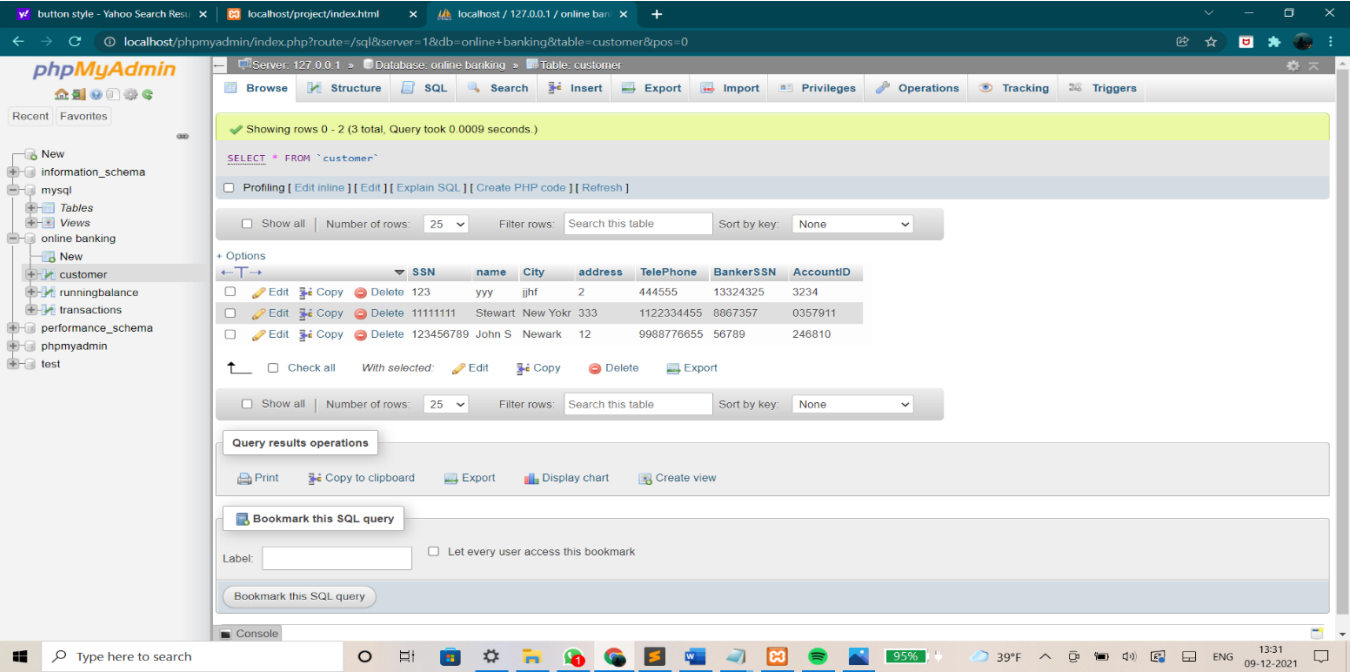 button style - Yahoo Search Resu
localhost/project/index.html
localhost / 127.0.0.1 / online ban
localhost/phpmyadmin/index.php?route=/sql&server=1&db=online+banking&table=customer&pos=0
phpMyAdmin
Recent Favorites
New
information_schema
mysql
Tables
Views
online banking
New
customer
runningbalance
transactions
performance_schema
phpmyadmin
test
Server: 127.0.0.1 » Database: online banking » Table: customer
Browse Structure SQL Search Insert Export Import Privileges Operations Tracking Triggers
Showing rows 0 - 2 (3 total, Query took 0.0009 seconds.)
SELECT * FROM `customer`
Profiling [ Edit inline ] [ Edit ] [ Explain SQL ] [ Create PHP code ] [ Refresh ]
Show all | Number of rows: 25 Filter rows: Search this table Sort by key: None
+ Options
←T→ SSN name City address TelePhone BankerSSN AccountID
Edit Copy Delete 123 yyy jjhf 2 444555 13324325 3234
Edit Copy Delete 11111111 Stewart New Yokr 333 1122334455 8867357 0357911
Edit Copy Delete 123456789 John S Newark 12 9988776655 56789 246810
Check all With selected: Edit Copy Delete Export
Show all | Number of rows: 25 Filter rows: Search this table Sort by key: None
Query results operations
Print Copy to clipboard Export Display chart Create view
Bookmark this SQL query
Label: Let every user access this bookmark
Bookmark this SQL query
Console
Type here to search
1
95%
39°F
ENG
13:31
09-12-2021